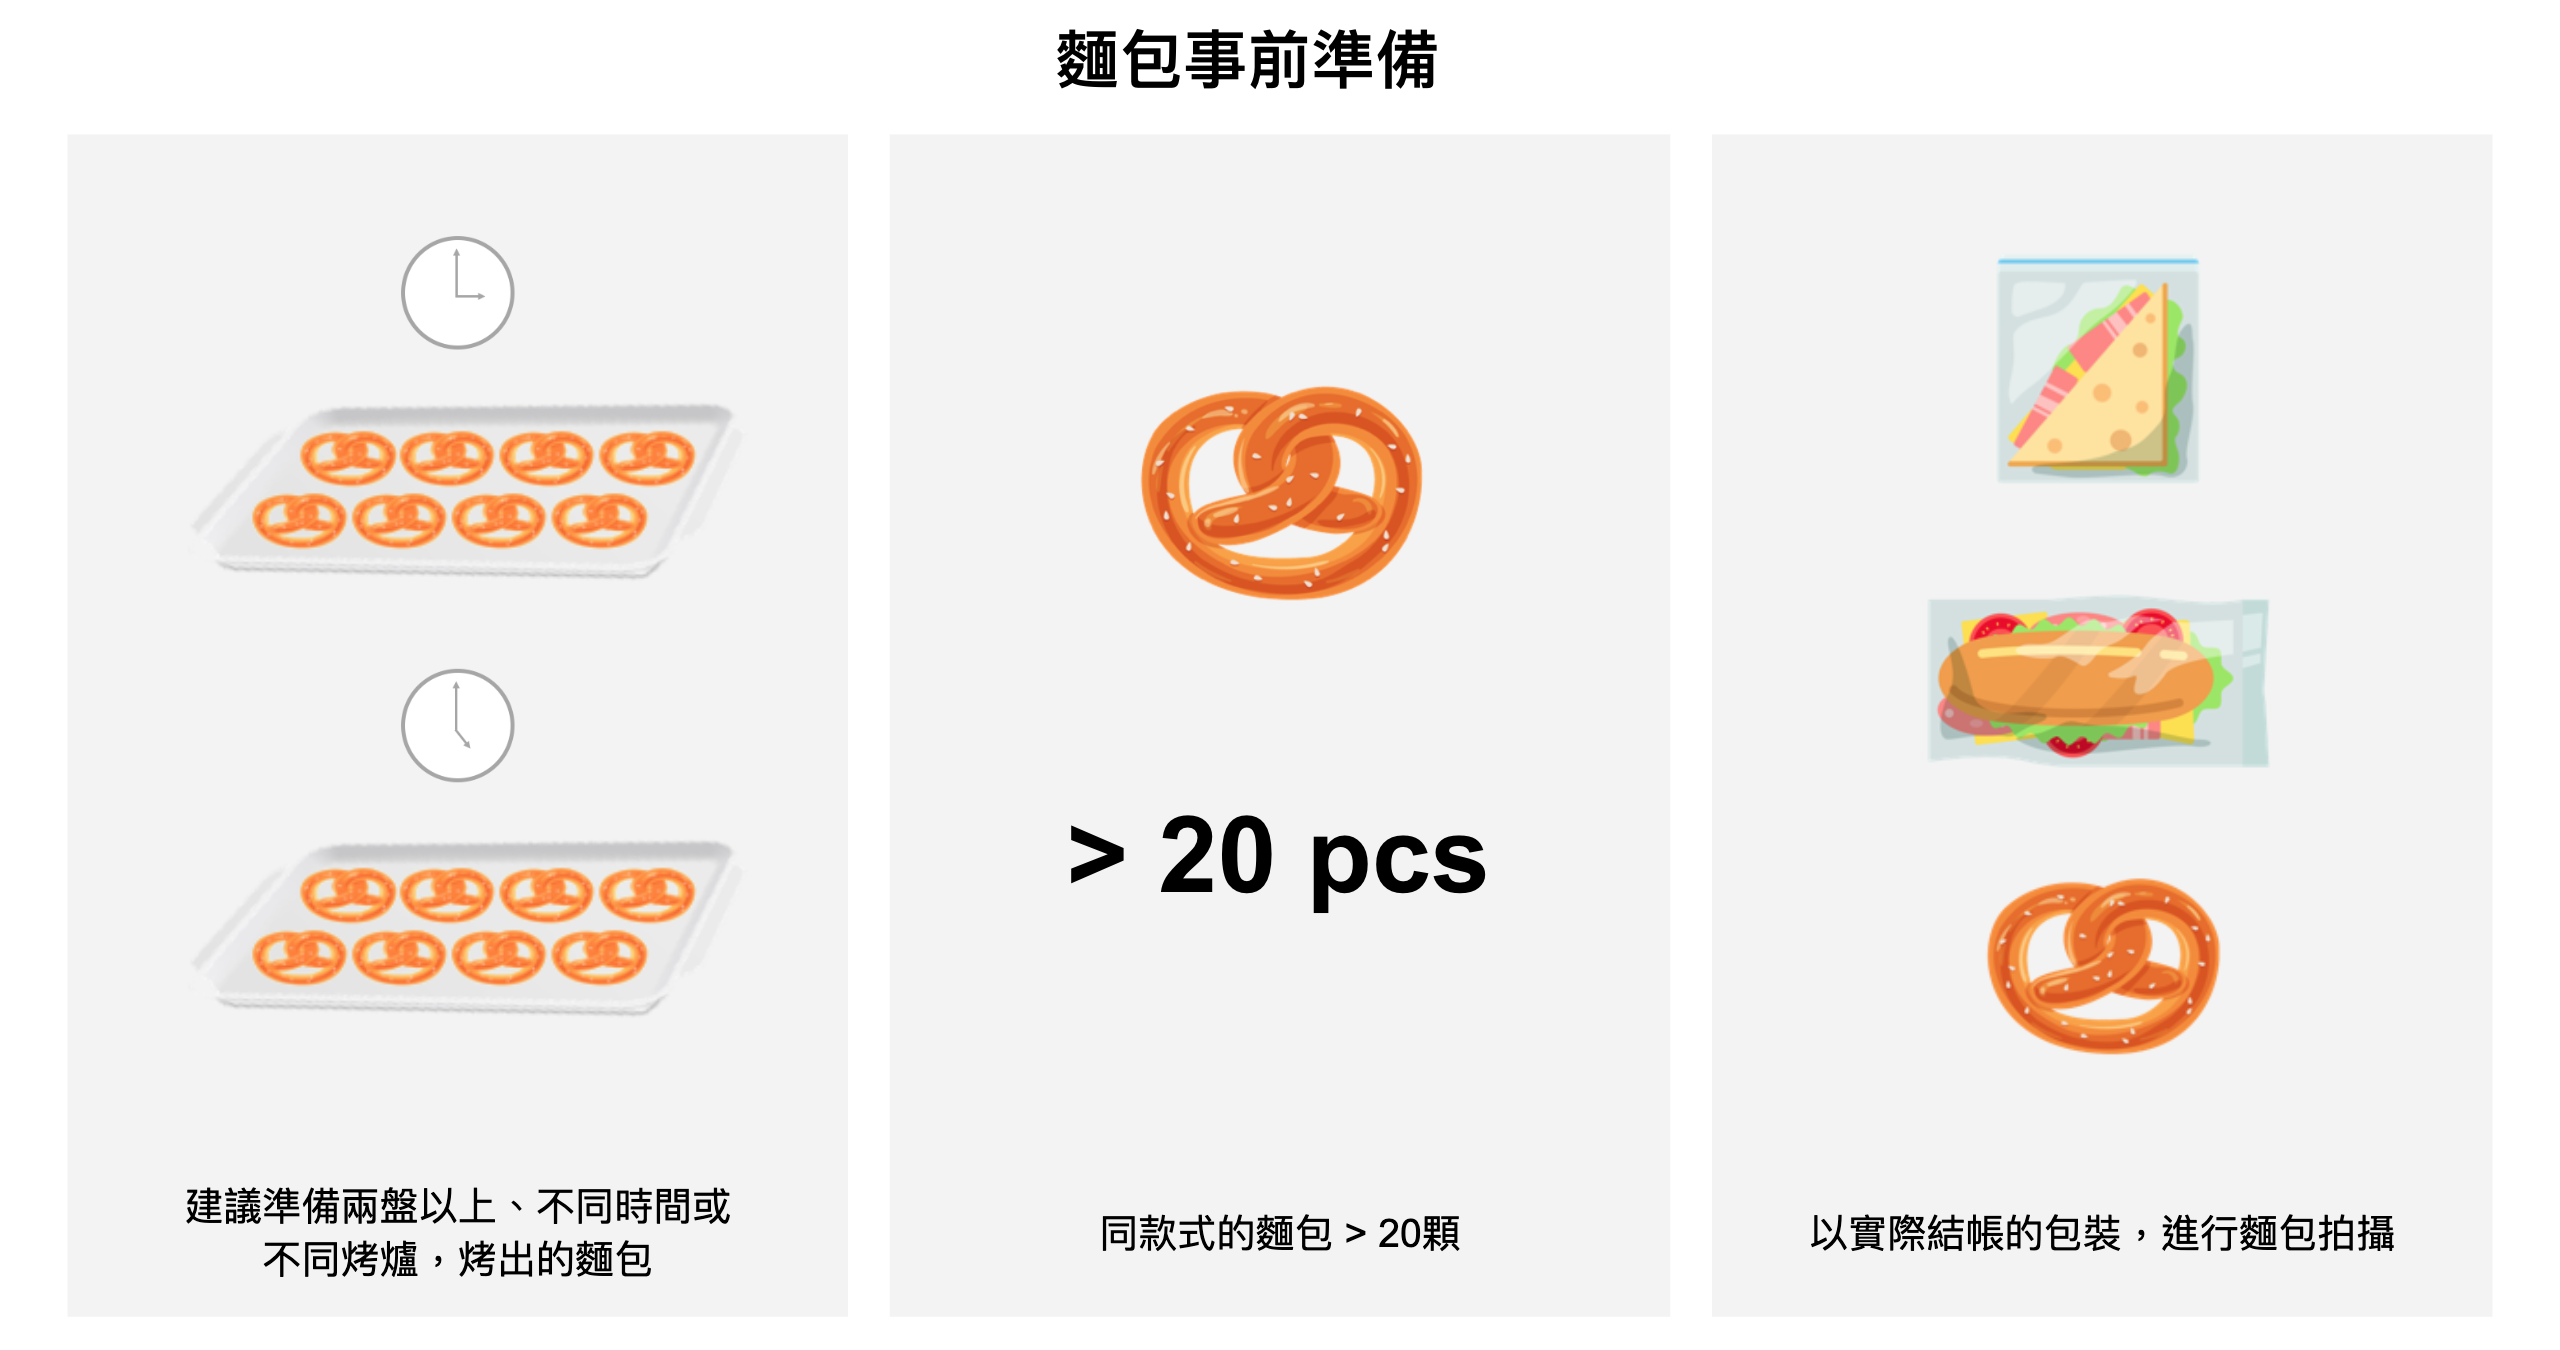 麵包事前準備
建議準備兩盤以上、不同時間或
不同烤爐，烤出的麵包
> 20 pcs
同款式的麵包 > 20顆
以實際結帳的包裝，進行麵包拍攝